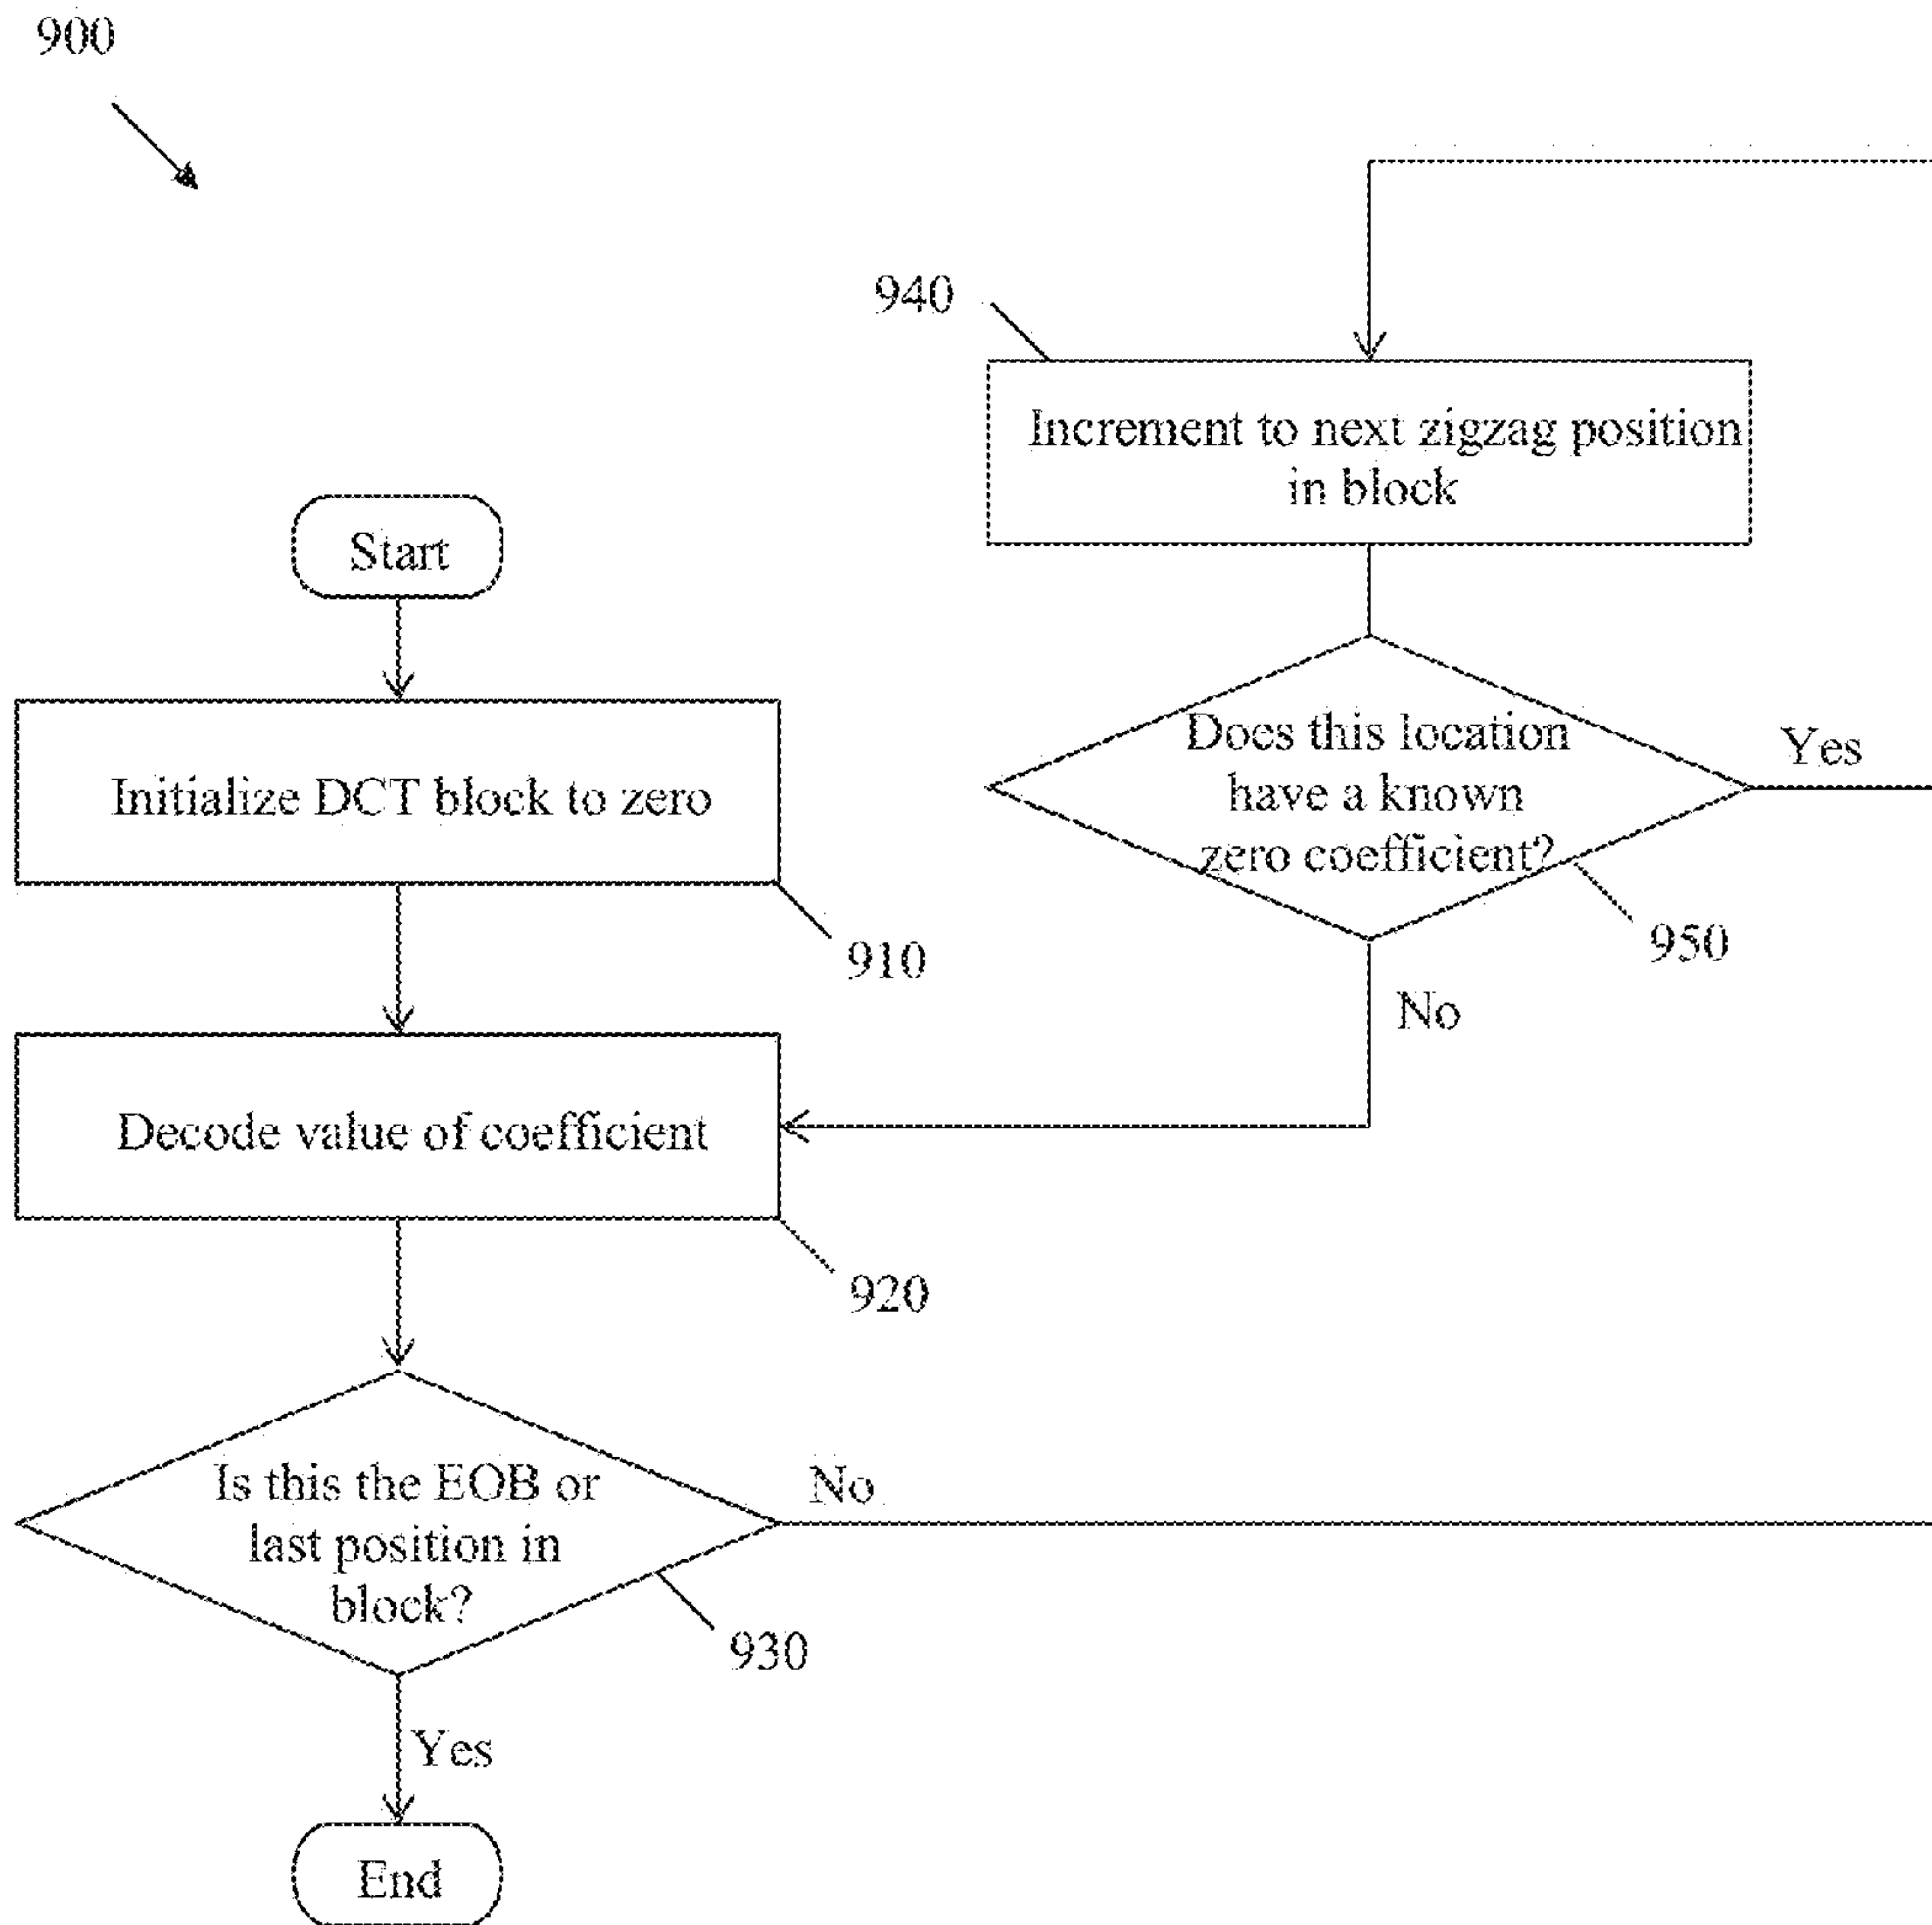 900
Start
Initialize DCT block to zero
910
Decode value of coefficient
920
Is this the EOB or
last position in
block?
No
930
Yes
End
940
Increment to next zigzag position
in block
Does this location
have a known
zero coefficient?
Yes
950
No